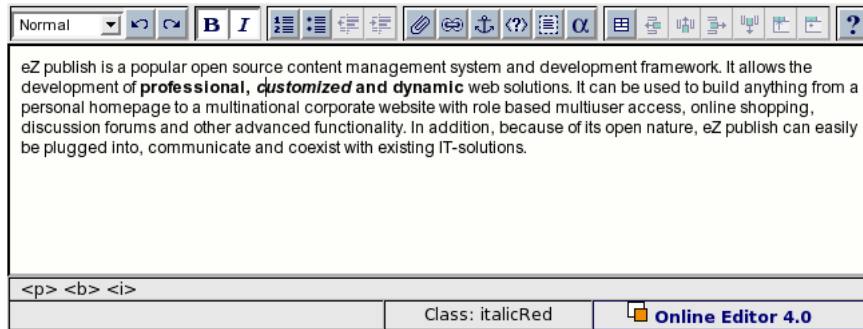 Normal B I α ?
eZ publish is a popular open source content management system and development framework. It allows the
development of professional, customized and dynamic web solutions. It can be used to build anything from a
personal homepage to a multinational corporate website with role based multiuser access, online shopping,
discussion forums and other advanced functionality. In addition, because of its open nature, eZ publish can easily
be plugged into, communicate and coexist with existing IT-solutions.
<p> <b> <i>
Class: italicRed Online Editor 4.0